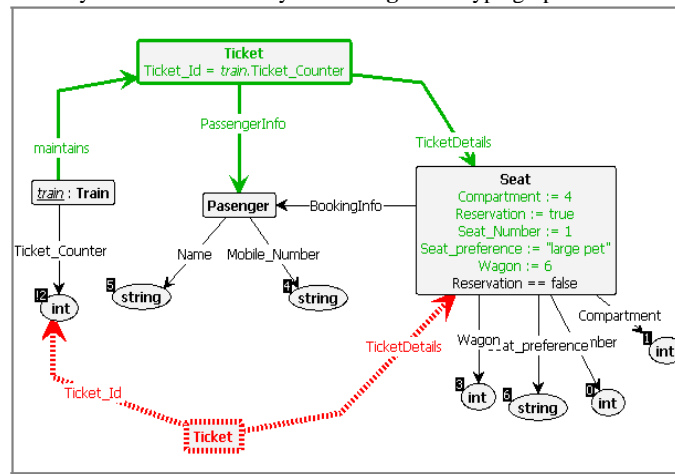 Ticket
Ticket_Id = train.Ticket_Counter
PassengerInfo
maintains
TicketDetails
train : Train
Pasenger
BookingInfo
Seat
Compartment := 4
Reservation := true
Seat_Number := 1
Seat_preference := "large pet"
Wagon := 6
Reservation == false
Ticket_Counter
Name
Mobile_Number
12
int
5
string
4
string
TicketDetails
Ticket_Id
Ticket
Wagon
eat_preference
mber
Compartment
3
int
6
string
0
int
1
int